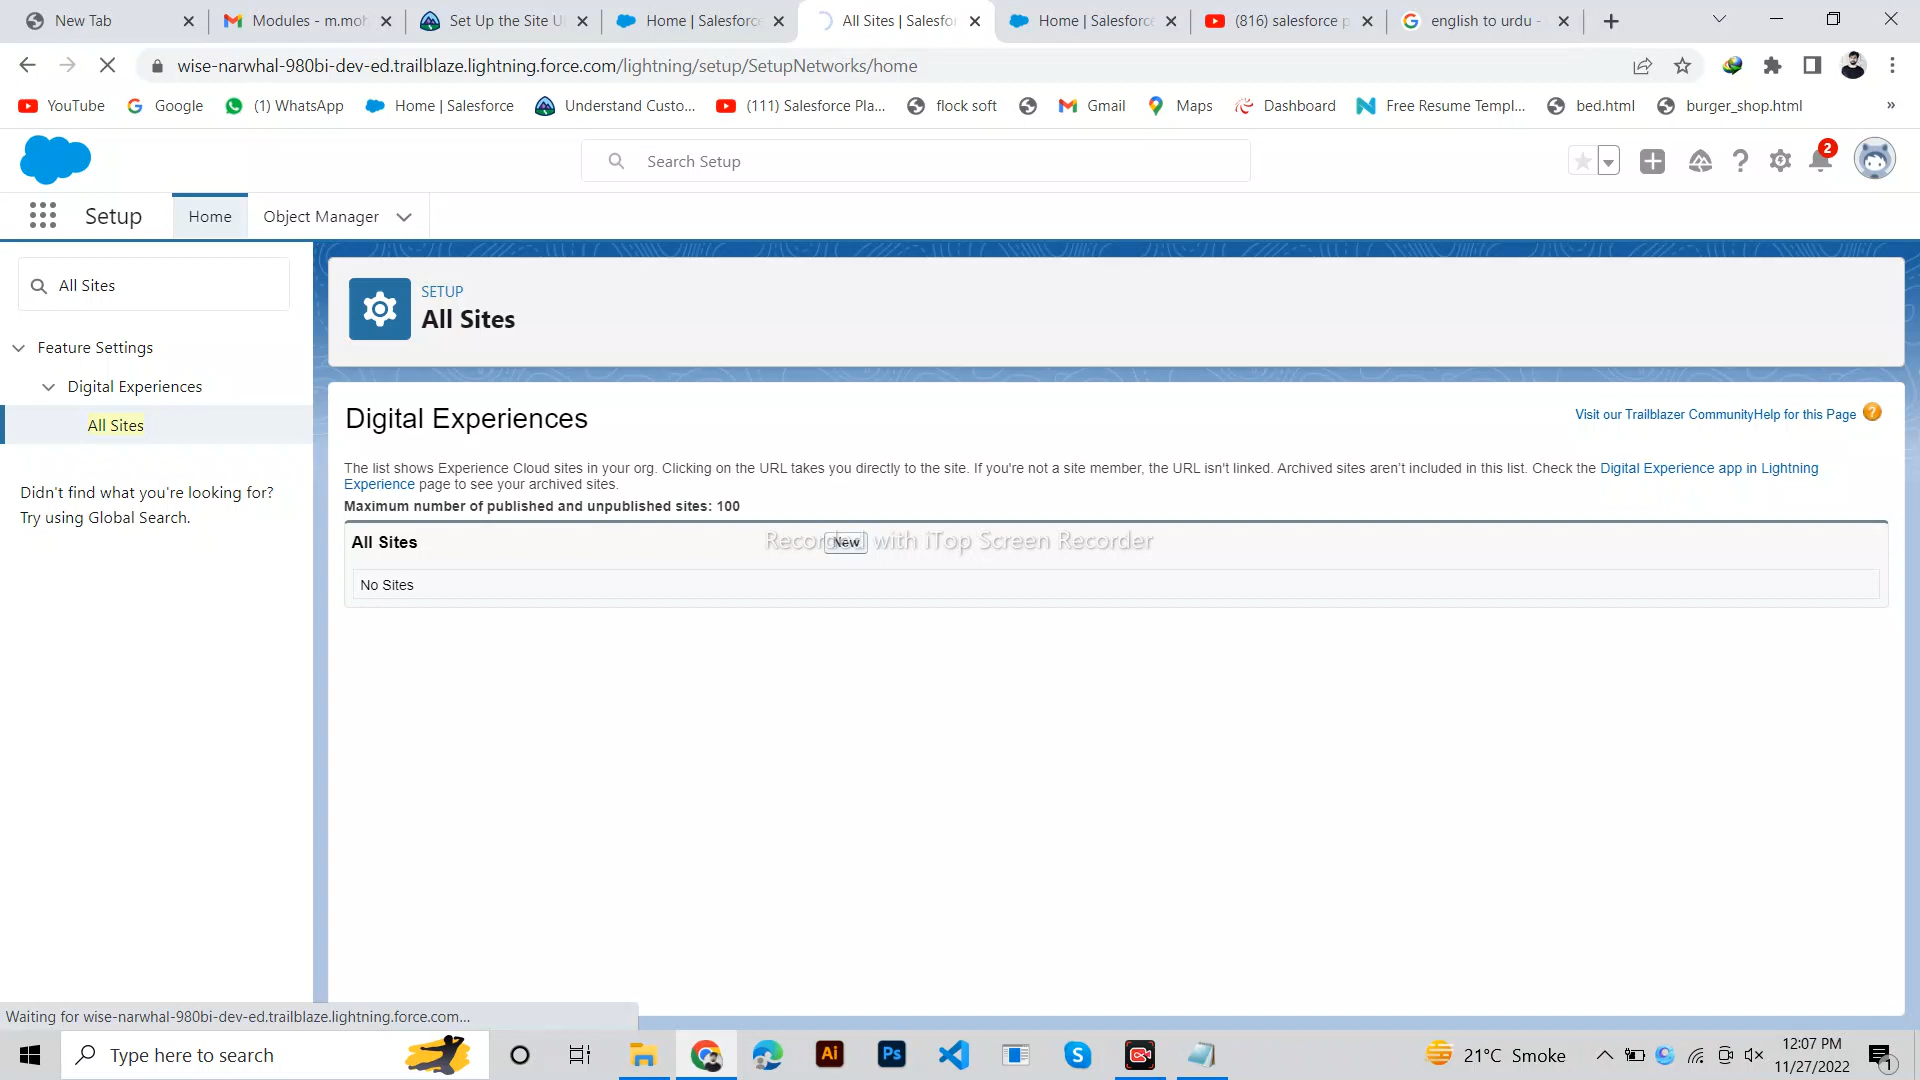 New Tab
Modules - m.moh
Set Up the Site U
Home | Salesforce
All Sites | Salesfor
Home | Salesforce
(816) salesforce p
english to urdu -
wise-narwhal-980bi-dev-ed.trailblaze.lightning.force.com/lightning/setup/SetupNetworks/home
YouTube
Google
(1) WhatsApp
Home | Salesforce
Understand Custo...
(111) Salesforce Pla...
flock soft
Gmail
Maps
Dashboard
Free Resume Templ...
bed.html
burger_shop.html
»
Search Setup
2
Setup
Home
Object Manager
All Sites
Feature Settings
Digital Experiences
All Sites
Didn't find what you're looking for?
Try using Global Search.
SETUP
All Sites
Digital Experiences
Visit our Trailblazer Community Help for this Page
The list shows Experience Cloud sites in your org. Clicking on the URL takes you directly to the site. If you're not a site member, the URL isn't linked. Archived sites aren't included in this list. Check the Digital Experience app in Lightning
Experience page to see your archived sites.
Maximum number of published and unpublished sites: 100
All Sites
New
Recorded with iTop Screen Recorder
No Sites
Waiting for wise-narwhal-980bi-dev-ed.trailblaze.lightning.force.com...
Type here to search
Ai
Ps
21°C Smoke
12:07 PM
11/27/2022
1